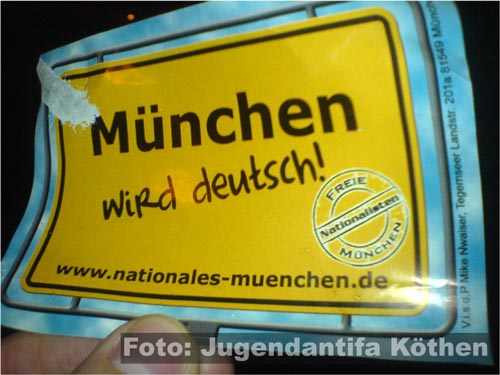 München
wird deutsch!
FREIE
Nationalisten
MÜNCHEN
www.nationales-muenchen.de
V.i.s.d.P Mike Nwaiser, Tegernseer Landstr. 201a 81549 Münch
Foto: Jugendantifa Köthen